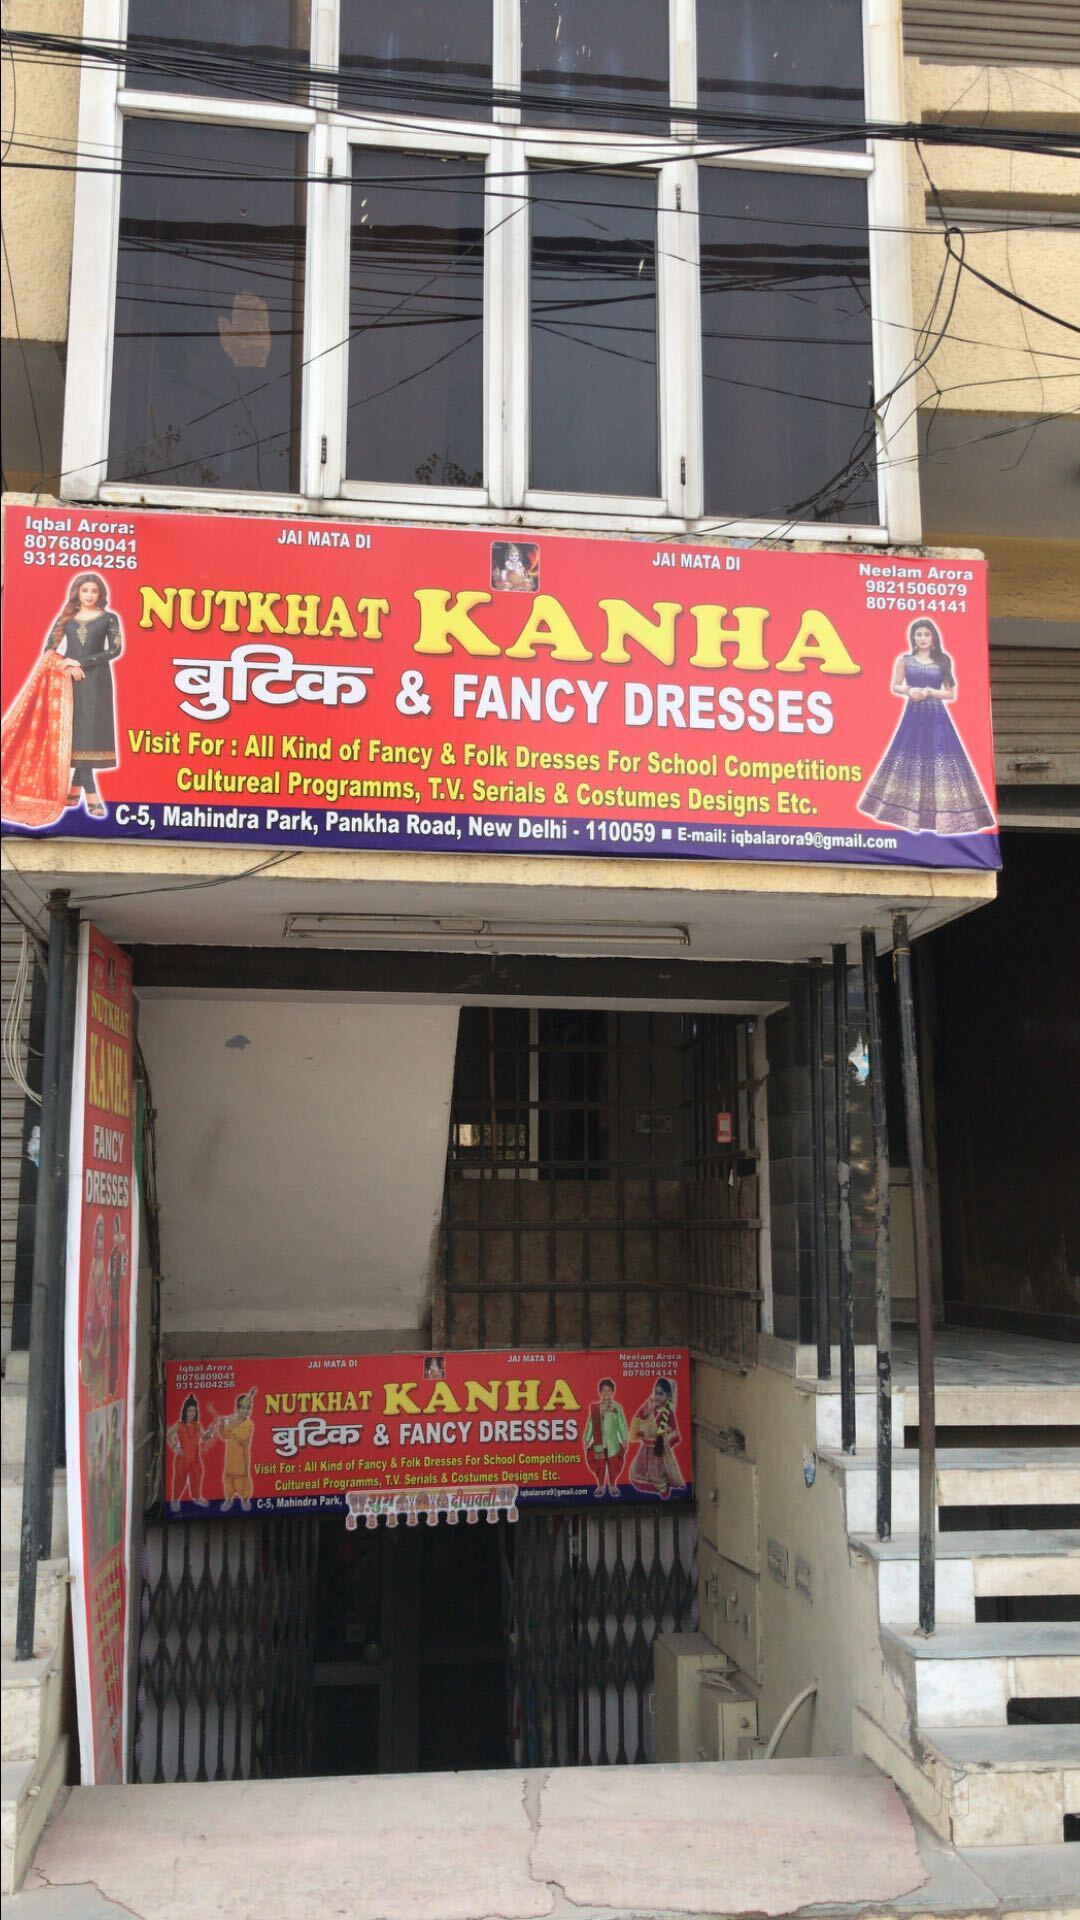 Iqbal Arora:
8076809041
9312604256
JAI MATA DI
JAI MATA DI
Neelam Arora
9821506079
8076014141
NUTKHAT KANHA
बुटिक & FANCY DRESSES
Visit For : All Kind of Fancy & Folk Dresses For School Competitions
Cultureal Programms, T.V. Serials & Costumes Designs Etc.
C-5, Mahindra Park, Pankha Road, New Delhi - 110059 ■ E-mail: iqbalarora9@gmail.com
NUTKHAT
KANHA
FANCY
DRESSES
Iqbal Arora
8076809041
9312604256
JAI MATA DI
JAI MATA DI
Neelam Arora
9821506079
8076014141
NUTKHAT KANHA
बुटिक & FANCY DRESSES
Visit For : All Kind of Fancy & Folk Dresses For School Competitions
Cultureal Programms, T.V. Serials & Costumes Designs Etc.
C-5, Mahindra Park, iqbalarora9@gmail.com
दीपावली